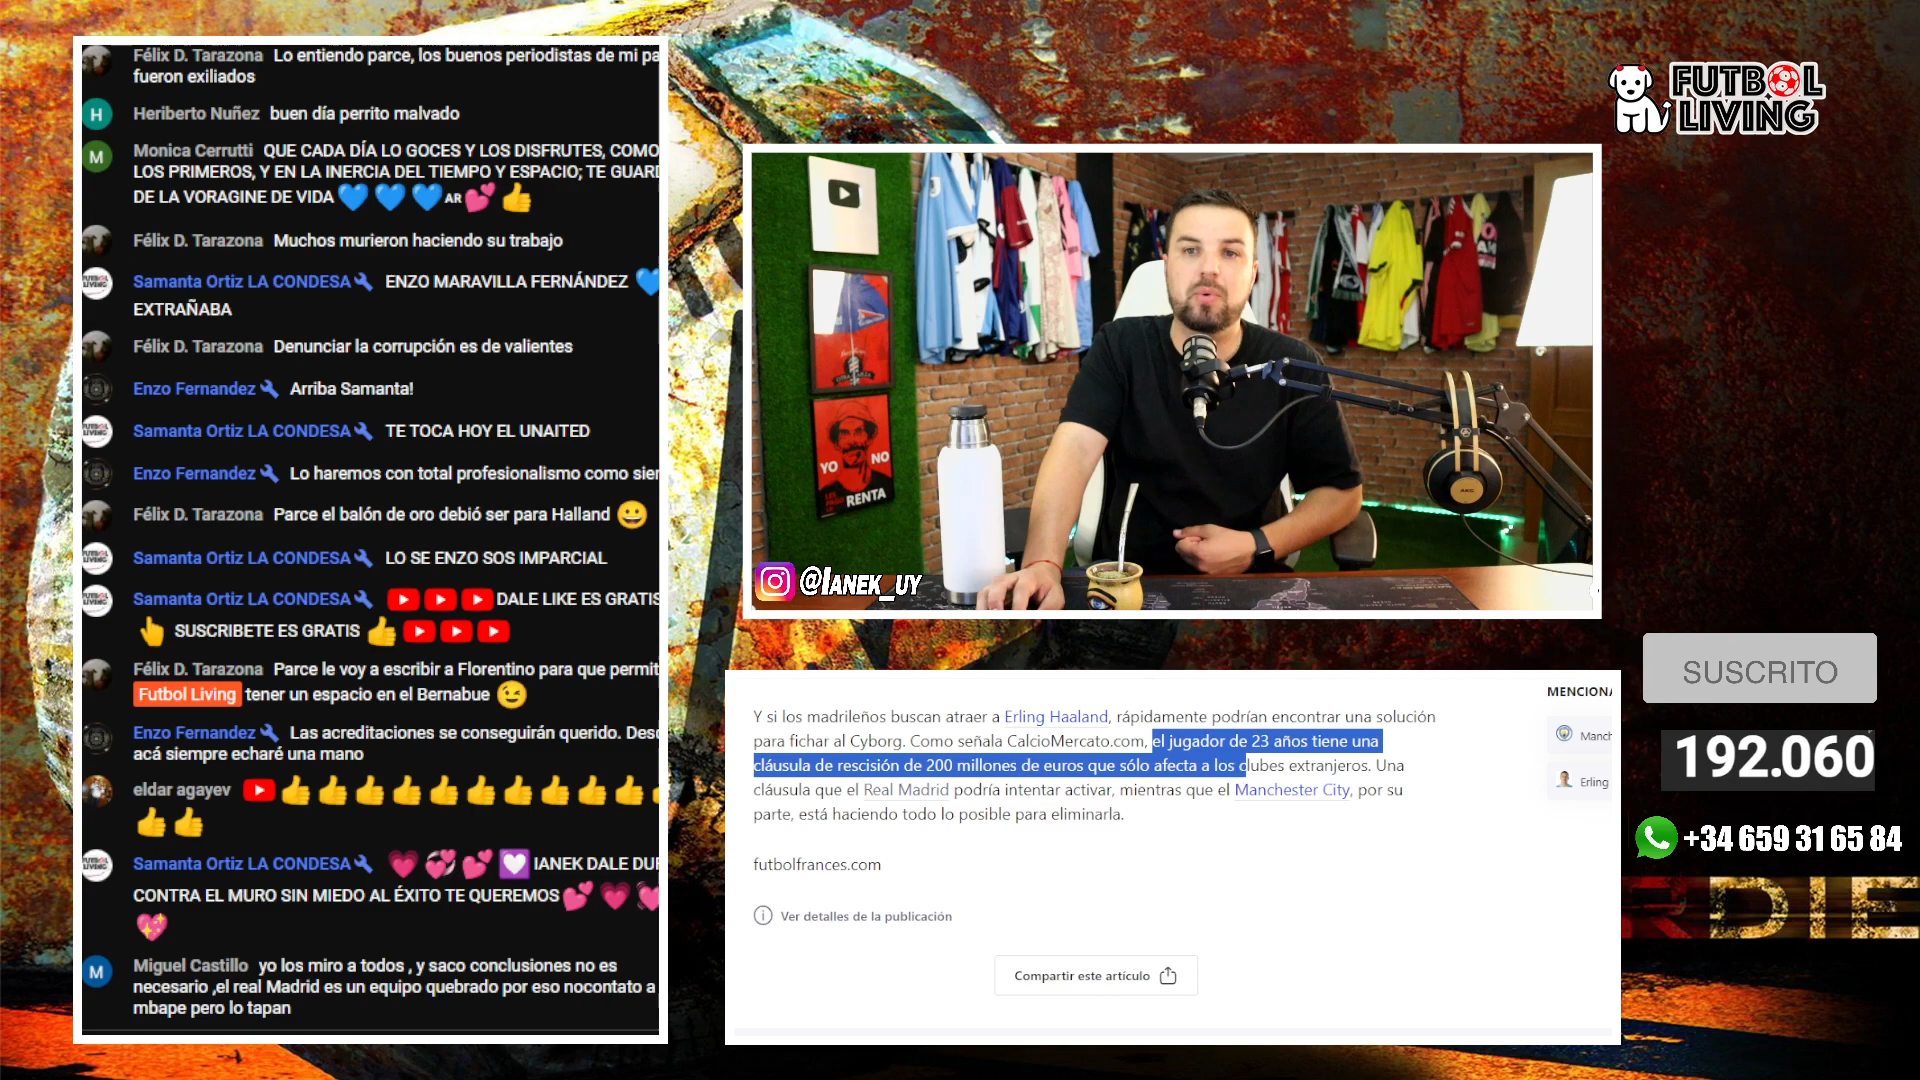 Félix D. Tarazona Lo entiendo parce, los buenos periodistas de mi pa
fueron exiliados
H Heriberto Nuñez buen día perrito malvado
M Monica Cerrutti QUE CADA DÍA LO GOCES Y LOS DISFRUTES, COMO
LOS PRIMEROS, Y EN LA INERCIA DEL TIEMPO Y ESPACIO; TE GUARD
DE LA VORAGINE DE VIDA 💙 💙 💙 AR 💕 👍
Félix D. Tarazona Muchos murieron haciendo su trabajo
Samanta Ortiz LA CONDESA ENZO MARAVILLA FERNÁNDEZ 💙
EXTRAÑABA
Félix D. Tarazona Denunciar la corrupción es de valientes
Enzo Fernandez Arriba Samanta!
Samanta Ortiz LA CONDESA TE TOCA HOY EL UNAITED
Enzo Fernandez Lo haremos con total profesionalismo como sier
Félix D. Tarazona Parce el balón de oro debió ser para Halland 😀
Samanta Ortiz LA CONDESA LO SE ENZO SOS IMPARCIAL
Samanta Ortiz LA CONDESA DALE LIKE ES GRATIS
👆 SUSCRIBETE ES GRATIS 👍
Félix D. Tarazona Parce le voy a escribir a Florentino para que permit
Futbol Living tener un espacio en el Bernabue 😉
Enzo Fernandez Las acreditaciones se conseguirán querido. Desc
acá siempre echaré una mano
eldar agayev 👍👍👍👍👍👍👍👍👍👍
👍👍
Samanta Ortiz LA CONDESA 💗 💞 💕 💟 IANEK DALE DUR
CONTRA EL MURO SIN MIEDO AL ÉXITO TE QUEREMOS 💕 💗 💓
💖
M Miguel Castillo yo los miro a todos , y saco conclusiones no es
necesario ,el real Madrid es un equipo quebrado por eso nocontato a
mbape pero lo tapan
FUTBOL
LIVING
YO NO
RENTA
AKG
@IANEK_UY
MENCIONA
Y si los madrileños buscan atraer a Erling Haaland, rápidamente podrían encontrar una solución
para fichar al Cyborg. Como señala CalcioMercato.com, el jugador de 23 años tiene una
cláusula de rescisión de 200 millones de euros que sólo afecta a los clubes extranjeros. Una
cláusula que el Real Madrid podría intentar activar, mientras que el Manchester City, por su
parte, está haciendo todo lo posible para eliminarla.
Manch
Erling
futbolfrances.com
Ver detalles de la publicación
Compartir este artículo
SUSCRITO
192.060
+34 659 31 65 84
R DIE